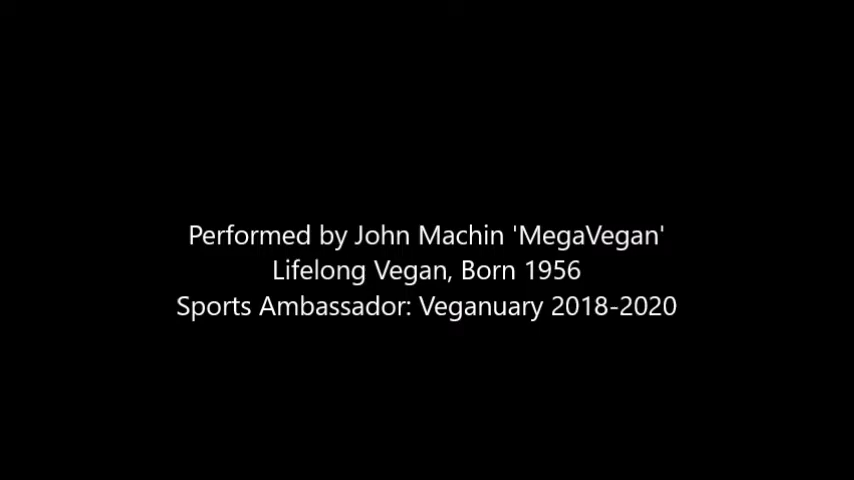 Performed by John Machin 'MegaVegan'
Lifelong Vegan, Born 1956
Sports Ambassador: Veganuary 2018-2020